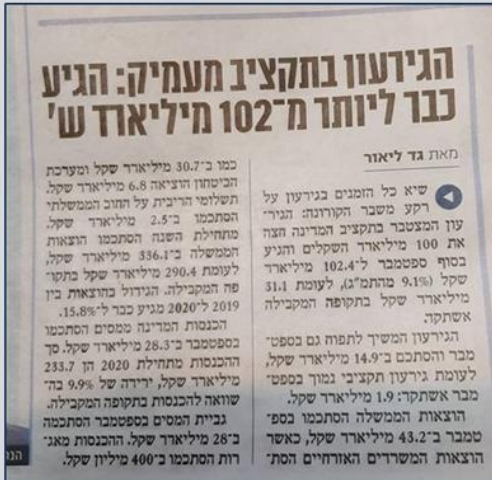 הגירעון בתקציב מעמיק: הגיע
כבר ליותר מ־102 מיליארד ש'
מאת גד ליאור
שיא כל הזמנים בגירעון על
רקע משבר הקורונה: הגיר־
עון המצטבר בתקציב המדינה חצה
את 100 מיליארד השקלים והגיע
בסוף ספטמבר ל־102.4 מיליארד
שקל (9.1% מהתמ"ג), לעומת 31.1
מיליארד שקל בתקופה המקבילה
אשתקד.
הגירעון המשיך לתפוח גם בספט־
מבר והסתכם ב־14.9 מיליארד שקל,
לעומת גירעון תקציבי נמוך בספט־
מבר אשתקד: 1.9 מיליארד שקל.
הוצאות הממשלה הסתכמו בספ־
טמבר ב־43.2 מיליארד שקל, כאשר
הוצאות המשרדים האזרחיים הסת־
כמו ב־30.7 מיליארד שקל ומערכת
הביטחון הוציאה 6.8 מיליארד שקל.
תשלומי הריבית על החוב הממשלתי
הסתכמו ב־2.5 מיליארד שקל.
מתחילת השנה הסתכמו הוצאות
הממשלה ב־336.1 מיליארד שקל,
לעומת 290.4 מיליארד שקל בתקו־
פה המקבילה. הגידול בהוצאות בין
2019 ל־2020 מגיע כבר ל־15.8%.
הכנסות המדינה ממסים הסתכמו
בספטמבר ב־28.3 מיליארד שקל. סך
ההכנסות מתחילת 2020 הן 233.7
מיליארד שקל, ירידה של 9.9% בה־
שוואה להכנסות בתקופה המקבילה.
גביית המסים בספטמבר הסתכמה
ב־28 מיליארד שקל. ההכנסות מאג־
רות הסתכמו ב־400 מיליון שקל.